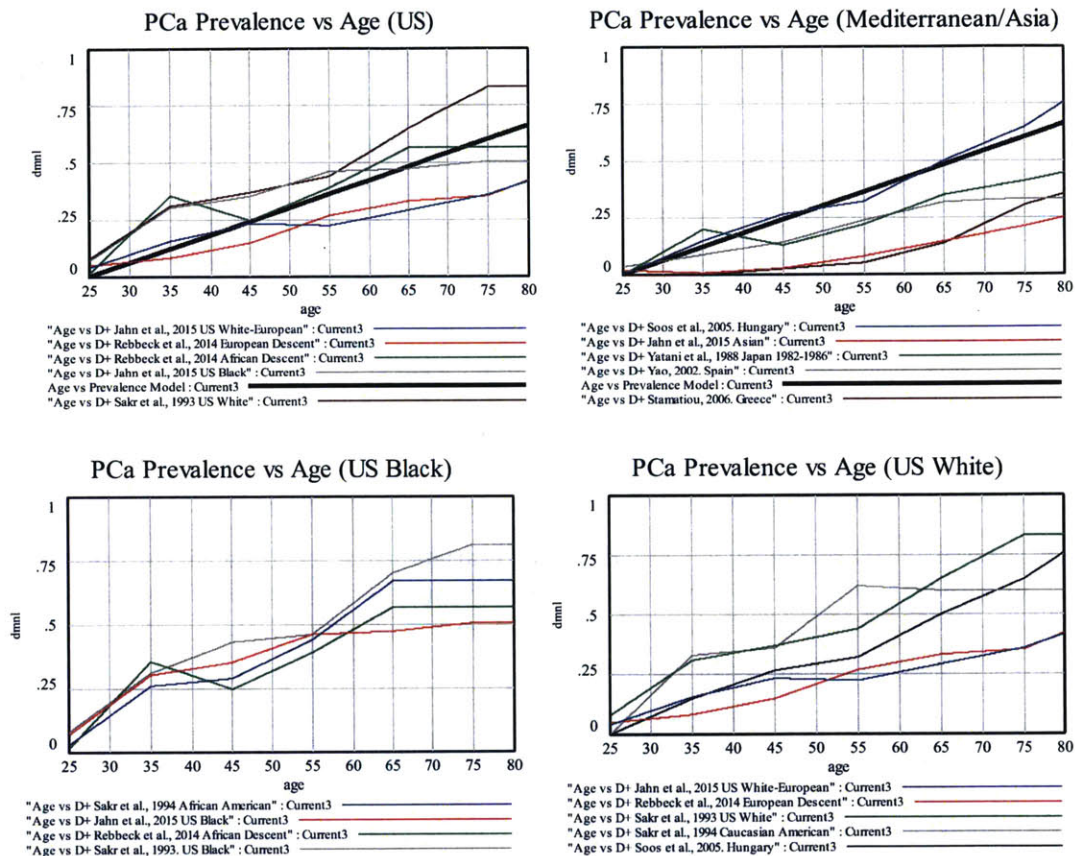 PCa Prevalence vs Age (US)
1
.75
dmnl
.5
.25
0
25 30 35 40 45 50 55 60 65 70 75 80
age
"Age vs D+ Jahn et al., 2015 US White-European" : Current3
"Age vs D+ Rebbeck et al., 2014 European Descent" : Current3
"Age vs D+ Rebbeck et al., 2014 African Descent" : Current3
"Age vs D+ Jahn et al., 2015 US Black" : Current3
Age vs Prevalence Model : Current3
"Age vs D+ Sakr et al., 1993 US White" : Current3
PCa Prevalence vs Age (Mediterranean/Asia)
1
.75
dmnl
.5
.25
0
25 30 35 40 45 50 55 60 65 70 75 80
age
"Age vs D+ Soos et al., 2005. Hungary" : Current3
"Age vs D+ Jahn et al., 2015 Asian" : Current3
"Age vs D+ Yatani et al., 1988 Japan 1982-1986" : Current3
"Age vs D+ Yao, 2002. Spain" : Current3
Age vs Prevalence Model : Current3
"Age vs D+ Stamatiou, 2006. Greece" : Current3
PCa Prevalence vs Age (US Black)
1
.75
dmnl
.5
.25
0
25 30 35 40 45 50 55 60 65 70 75 80
age
"Age vs D+ Sakr et al., 1994 African American" : Current3
"Age vs D+ Jahn et al., 2015 US Black" : Current3
"Age vs D+ Rebbeck et al., 2014 African Descent" : Current3
"Age vs D+ Sakr et al., 1993. US Black" : Current3
PCa Prevalence vs Age (US White)
1
.75
dmnl
.5
.25
0
25 30 35 40 45 50 55 60 65 70 75 80
age
"Age vs D+ Jahn et al., 2015 US White-European" : Current3
"Age vs D+ Rebbeck et al., 2014 European Descent" : Current3
"Age vs D+ Sakr et al., 1993 US White" : Current3
"Age vs D+ Sakr et al., 1994 Caucasian American" : Current3
"Age vs D+ Soos et al., 2005. Hungary" : Current3